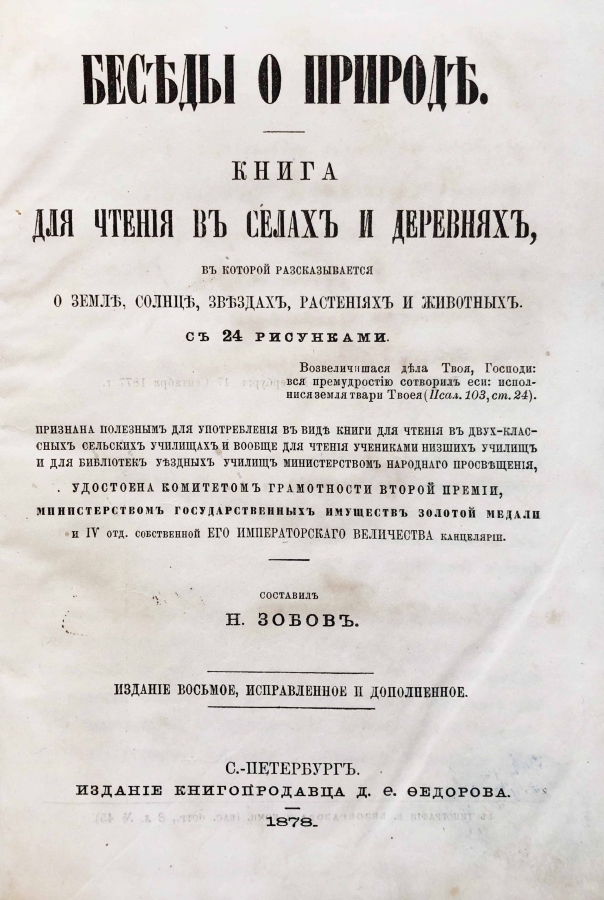 БЕСѢДЫ О ПРИРОДѢ.
КНИГА
ДЛЯ ЧТЕНІЯ ВЪ СЕЛАХЪ И ДЕРЕВНЯХЪ,
ВЪ КОТОРОЙ РАЗСКАЗЫВАЕТСЯ
О ЗЕМЛѢ, СОЛНЦѢ, ЗВѢЗДАХЪ, РАСТЕНІЯХЪ И ЖИВОТНЫХЪ.
СЪ 24 РИСУНКАМИ.
Возвеличишася дѣла Твоя, Господи:
вся премудростію сотворилъ еси: испол-
нися земля твари Твоея (Псал. 103, ст. 24).
ПРИЗНАНА ПОЛЕЗНЫМЪ ДЛЯ УПОТРЕБЛЕНІЯ ВЪ ВИДѢ КНИГИ ДЛЯ ЧТЕНІЯ ВЪ ДВУХ-КЛАС-
СНЫХЪ СЕЛЬСКИХЪ УЧИЛИЩАХЪ И ВООБЩЕ ДЛЯ ЧТЕНІЯ УЧЕНИКАМИ НИЗШИХЪ УЧИЛИЩЪ
И ДЛЯ БИБЛІОТЕКЪ УѢЗДНЫХЪ УЧИЛИЩЪ МИНИСТЕРСТВОМЪ НАРОДНАГО ПРОСВѢЩЕНІЯ,
УДОСТОЕНА КОМИТЕТОМЪ ГРАМОТНОСТИ ВТОРОЙ ПРЕМІИ,
МИНИСТЕРСТВОМЪ ГОСУДАРСТВЕННЫХЪ ИМУЩЕСТВЪ ЗОЛОТОЙ МЕДАЛИ
И IV ОТД. СОБСТВЕННОЙ ЕГО ИМПЕРАТОРСКАГО ВЕЛИЧЕСТВА КАНЦЕЛЯРІИ.
СОСТАВИЛЪ
Н. ЗОБОВЪ.
ИЗДАНІЕ ВОСЬМОЕ, ИСПРАВЛЕННОЕ И ДОПОЛНЕННОЕ.
С.-ПЕТЕРБУРГЪ.
ИЗДАНІЕ КНИГОПРОДАВЦА Д. Ѳ. ѲЕДОРОВА.
1878.